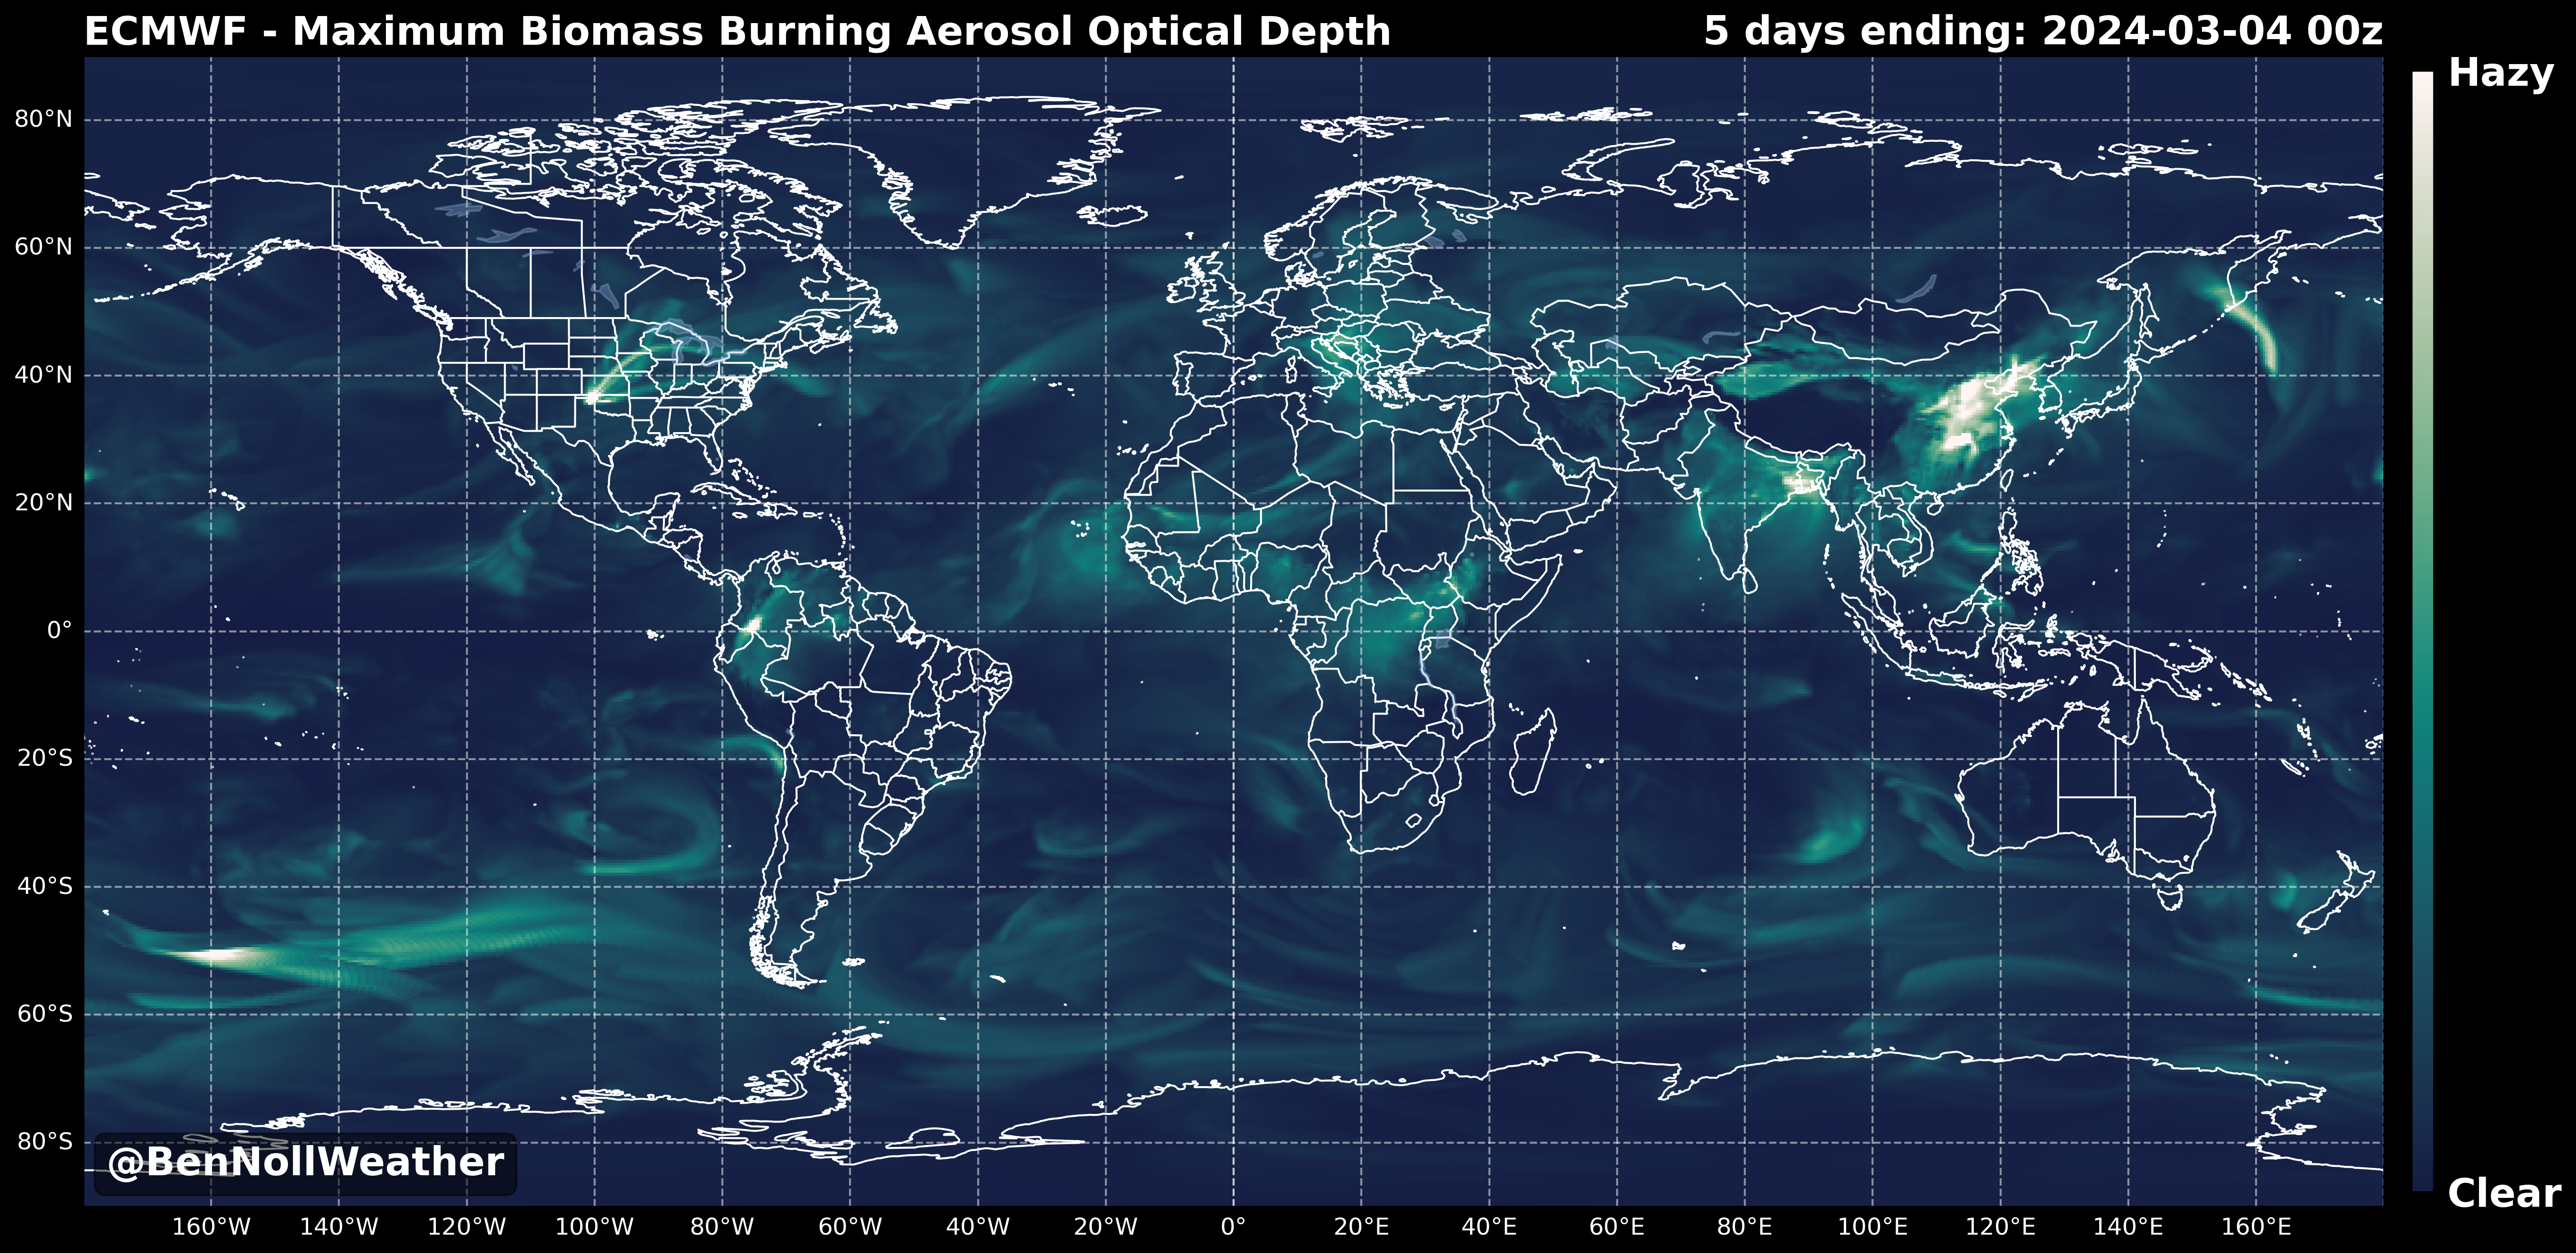 ECMWF - Maximum Biomass Burning Aerosol Optical Depth
5 days ending: 2024-03-04 00z
Hazy
80°N
60°N
40°N
20°N
0°
20°S
40°S
60°S
80°S
@BenNollWeather
Clear
160°W 140°W 120°W 100°W 80°W 60°W 40°W 20°W 0° 20°E 40°E 60°E 80°E 100°E 120°E 140°E 160°E